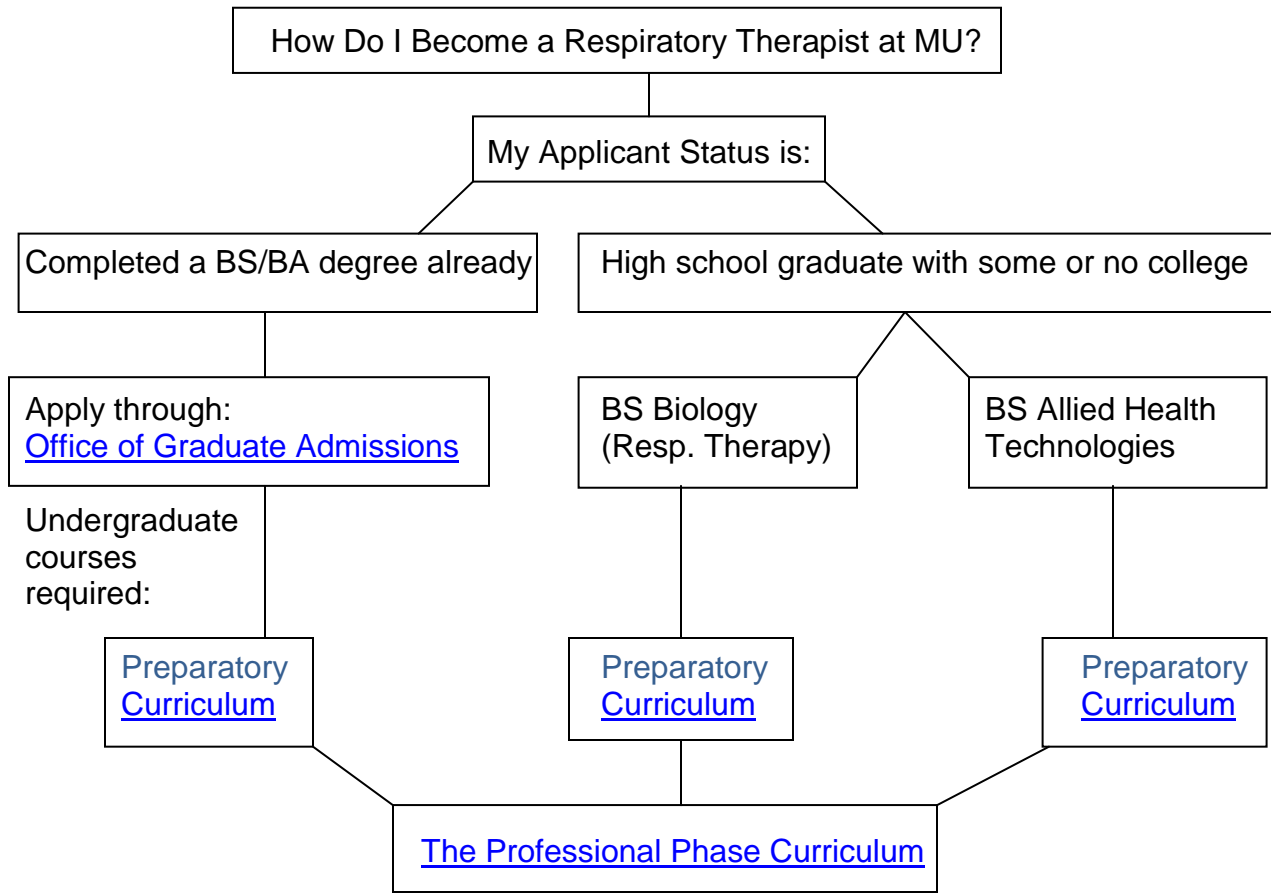 How Do I Become a Respiratory Therapist at MU?
My Applicant Status is:
Completed a BS/BA degree already
High school graduate with some or no college
Apply through:
Office of Graduate Admissions
BS Biology
(Resp. Therapy)
BS Allied Health
Technologies
Undergraduate
courses
required:
Preparatory
Curriculum
Preparatory
Curriculum
Preparatory
Curriculum
The Professional Phase Curriculum